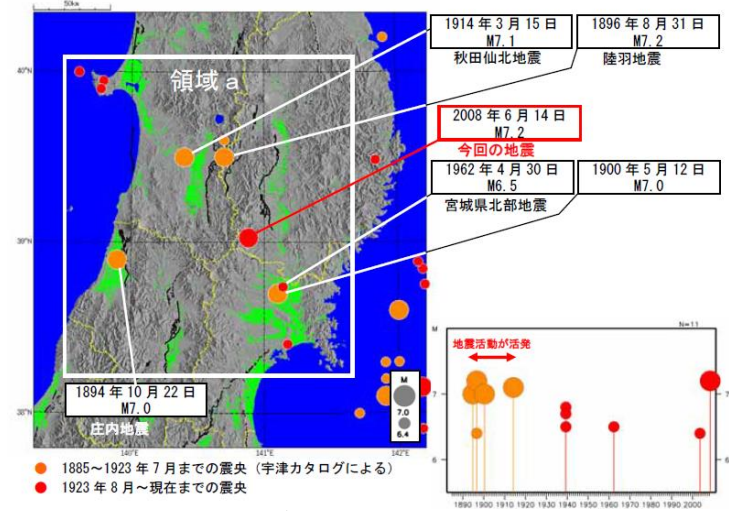 50km
1914 年 3 月 15 日
M7.1
秋田仙北地震
1896 年 8 月 31 日
M7.2
陸羽地震
2008 年 6 月 14 日
M7.2
今回の地震
1962 年 4 月 30 日
M6.5
宮城県北部地震
1900 年 5 月 12 日
M7.0
領域 a
40°N
39°N
38°N
1894 年 10 月 22 日
M7.0
庄内地震
M
7.0
6.4
140°E
141°E
142°E
1885～1923 年 7 月までの震央（宇津カタログによる）
1923 年 8 月～現在までの震央
M
N=11
地震活動が活発
7
7
6
6
1890 1900 1910 1920 1930 1940 1950 1960 1970 1980 1990 2000